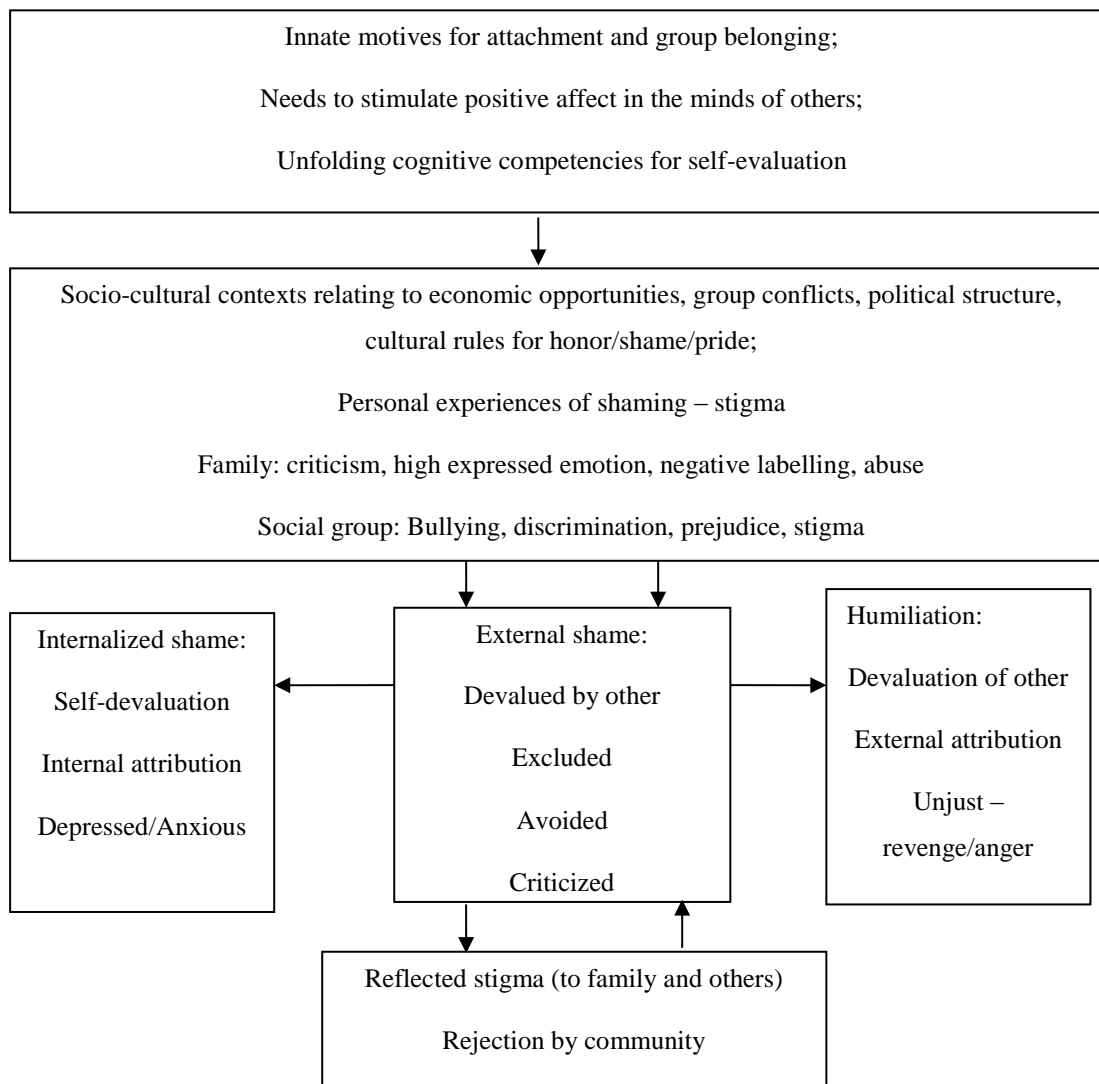 Innate motives for attachment and group belonging;
Needs to stimulate positive affect in the minds of others;
Unfolding cognitive competencies for self-evaluation
Socio-cultural contexts relating to economic opportunities, group conflicts, political structure,
cultural rules for honor/shame/pride;
Personal experiences of shaming – stigma
Family: criticism, high expressed emotion, negative labelling, abuse
Social group: Bullying, discrimination, prejudice, stigma
Internalized shame:
Self-devaluation
Internal attribution
Depressed/Anxious
External shame:
Devalued by other
Excluded
Avoided
Criticized
Humiliation:
Devaluation of other
External attribution
Unjust –
revenge/anger
Reflected stigma (to family and others)
Rejection by community